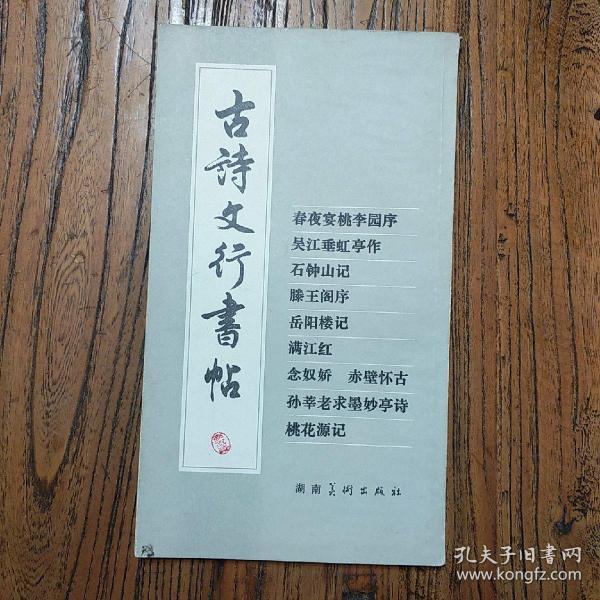 古詩文行書帖
春夜宴桃李园序
吴江垂虹亭作
石钟山记
滕王阁序
岳阳楼记
满江红
念奴娇 赤壁怀古
孙莘老求墨妙亭诗
桃花源记
湖南美術出版社
孔夫子旧书网
www.kongfz.com